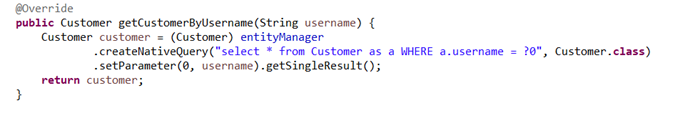 @Override
public Customer getCustomerByUsername(String username) {
Customer customer = (Customer) entityManager
.createNativeQuery("select * from Customer as a WHERE a.username = ?0", Customer.class)
.setParameter(0, username).getSingleResult();
return customer;
}